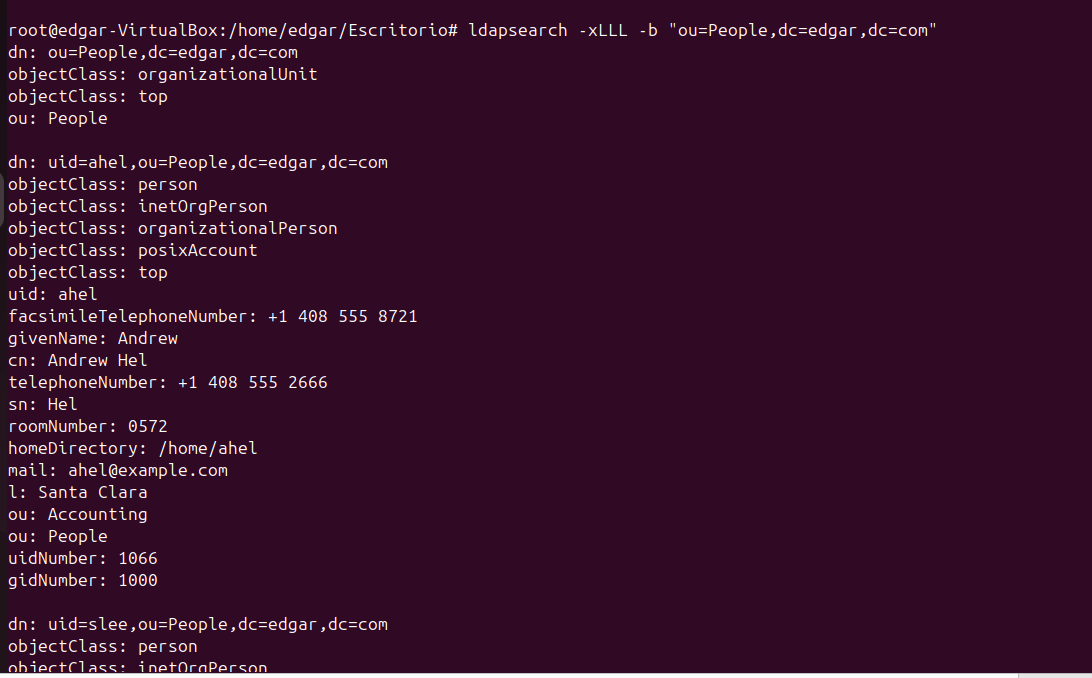 root@edgar-VirtualBox:/home/edgar/Escritorio# ldapsearch -xLLL -b "ou=People,dc=edgar,dc=com"
dn: ou=People,dc=edgar,dc=com
objectClass: organizationalUnit
objectClass: top
ou: People

dn: uid=ahel,ou=People,dc=edgar,dc=com
objectClass: person
objectClass: inetOrgPerson
objectClass: organizationalPerson
objectClass: posixAccount
objectClass: top
uid: ahel
facsimileTelephoneNumber: +1 408 555 8721
givenName: Andrew
cn: Andrew Hel
telephoneNumber: +1 408 555 2666
sn: Hel
roomNumber: 0572
homeDirectory: /home/ahel
mail: ahel@example.com
l: Santa Clara
ou: Accounting
ou: People
uidNumber: 1066
gidNumber: 1000

dn: uid=slee,ou=People,dc=edgar,dc=com
objectClass: person
objectClass: inetOrgPerson